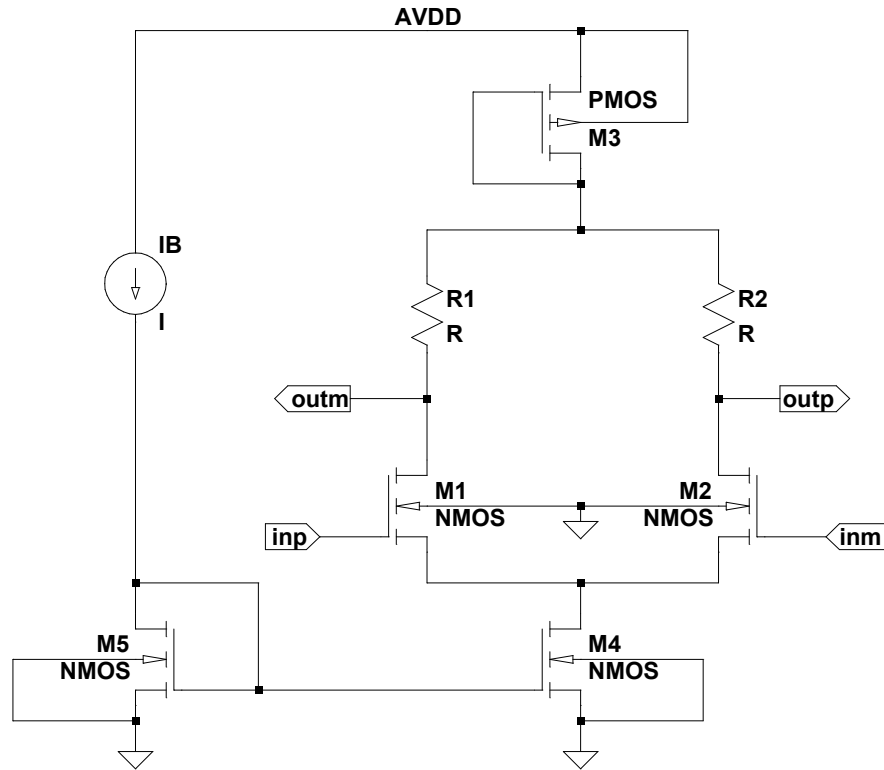 AVDD
PMOS
M3
IB
I
R1
R
R2
R
outm
outp
M1
NMOS
M2
NMOS
inp
inm
M5
NMOS
M4
NMOS